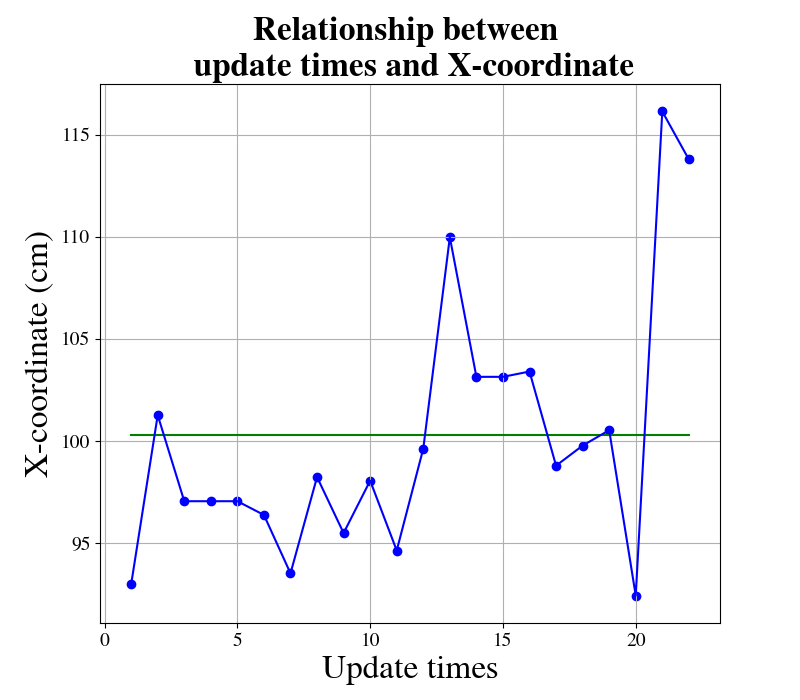 Relationship between
update times and X-coordinate
X-coordinate (cm)
115
110
105
100
95
0 5 10 15 20
Update times